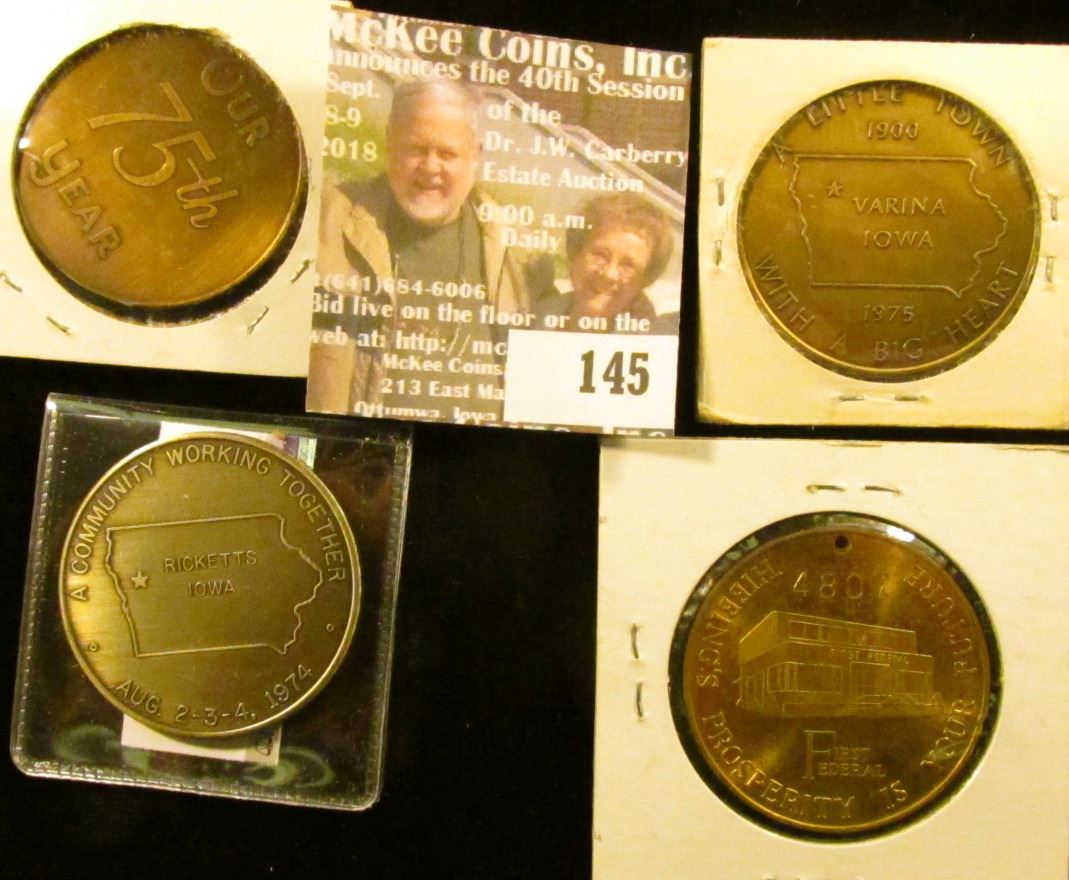 OUR
75th
YEAR
McKee Coins, Inc
announces the 40th Session
Sept. of the
8-9 Dr. J.W. Carberry
2018 Estate Auction
9:00 a.m.
Daily
(641)684-6006
Bid live on the floor or on the
web at: http://mc
McKee Coins
213 East Ma
Ottumwa, Iowa
145
A LITTLE TOWN
1900
VARINA
IOWA
1975
WITH A BIG HEART
A COMMUNITY WORKING TOGETHER
RICKETTS
IOWA
AUG. 2-3-4, 1974
480
HIBBING'S PROSPERITY IS YOUR FUTURE
FIRST FEDERAL
FIRST
FEDERAL